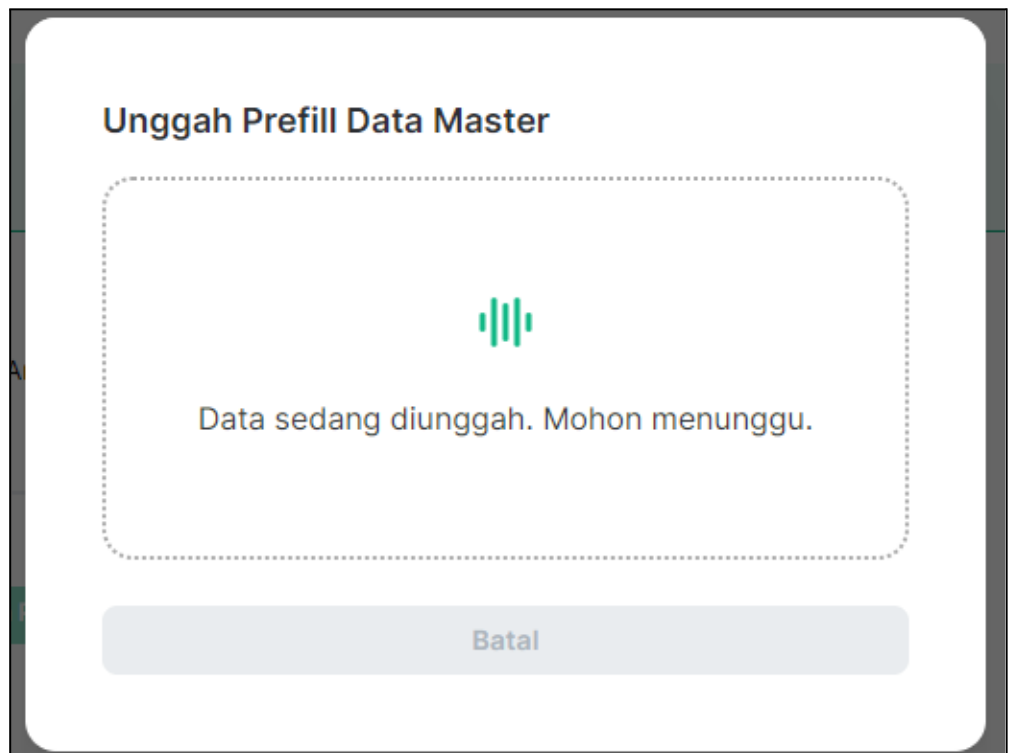 Unggah Prefill Data Master
Data sedang diunggah. Mohon menunggu.
Batal